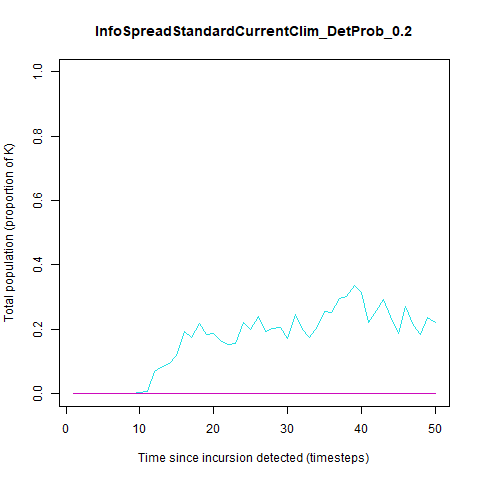 InfoSpreadStandardCurrentClim_DetProb_0.2
Total population (proportion of K)
1.0
0.8
0.6
0.4
0.2
0.0
0 10 20 30 40 50
Time since incursion detected (timesteps)